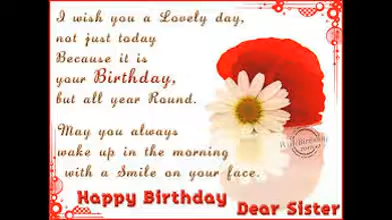 I wish you a Lovely day,
not just today
Because it is
your Birthday,
but all year Round.
May you always
wake up in the morning
with a Smile on your face.
Happy Birthday
Dear Sister